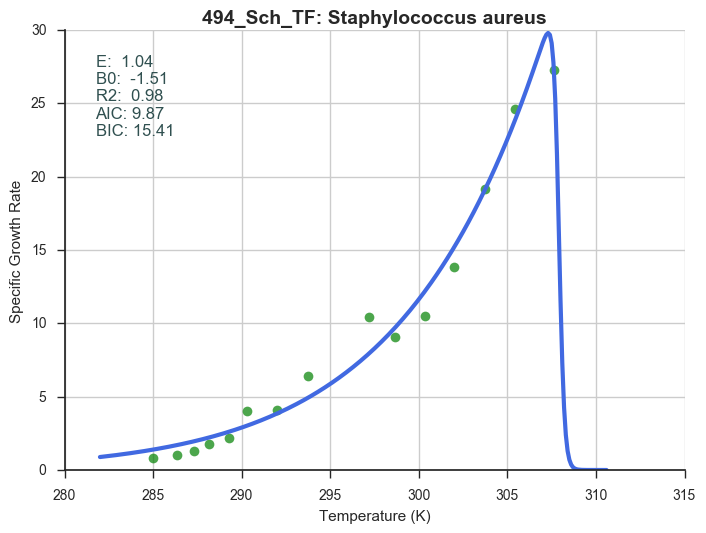 494_Sch_TF: Staphylococcus aureus
E:  1.04
B0:  -1.51
R2:  0.98
AIC: 9.87
BIC: 15.41
Specific Growth Rate
30
25
20
15
10
5
0
280 285 290 295 300 305 310 315
Temperature (K)